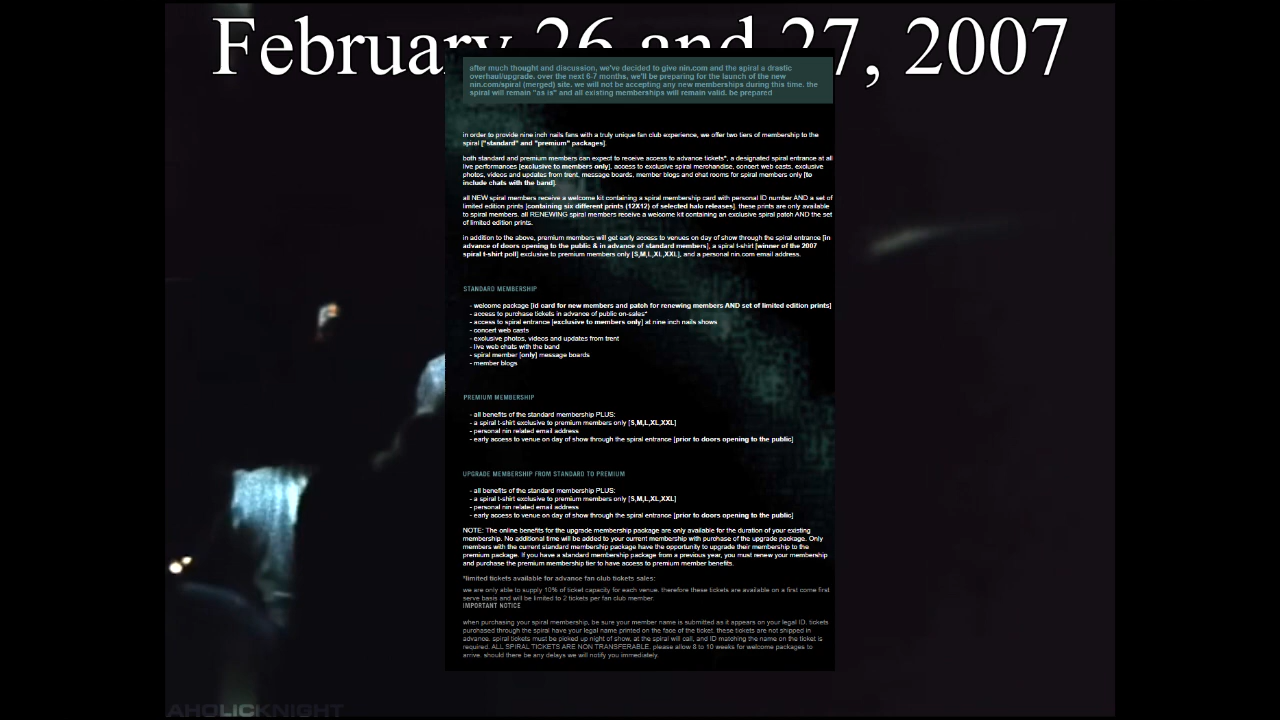 February 26 and 27, 2007
after much thought and discussion, we've decided to give nin.com and the spiral a drastic
overhaul/upgrade. over the next 6-7 months, we'll be preparing for the launch of the new
nin.com/spiral (merged) site. we will not be accepting any new memberships during this time. the
spiral will remain "as is" and all existing memberships will remain valid. be prepared
in order to provide nine inch nails fans with a truly unique fan club experience, we offer two tiers of membership to the
spiral ["standard" and "premium" packages].
both standard and premium members can expect to receive access to advance tickets*, a designated spiral entrance at all
live performances [exclusive to members only], access to exclusive spiral merchandise, concert web casts, exclusive
photos, videos and updates from trent, message boards, member blogs and chat rooms for spiral members only [to
include chats with the band].
all NEW spiral members receive a welcome kit containing a spiral membership card with personal ID number AND a set of
limited edition prints [containing six different prints (12X12) of selected halo releases]. these prints are only available
to spiral members. all RENEWING spiral members receive a welcome kit containing an exclusive spiral patch AND the set
of limited edition prints.
in addition to the above, premium members will get early access to venues on day of show through the spiral entrance [in
advance of doors opening to the public & in advance of standard members], a spiral t-shirt [winner of the 2007
spiral t-shirt poll] exclusive to premium members only [S,M,L,XL,XXL], and a personal nin.com email address.
STANDARD MEMBERSHIP
- welcome package [id card for new members and patch for renewing members AND set of limited edition prints]
- access to purchase tickets in advance of public on-sales*
- access to spiral entrance [exclusive to members only] at nine inch nails shows
- concert web casts
- exclusive photos, videos and updates from trent
- live web chats with the band
- spiral member [only] message boards
- member blogs
PREMIUM MEMBERSHIP
- all benefits of the standard membership PLUS:
- a spiral t-shirt exclusive to premium members only [S,M,L,XL,XXL]
- personal nin related email address
- early access to venue on day of show through the spiral entrance [prior to doors opening to the public]
UPGRADE MEMBERSHIP FROM STANDARD TO PREMIUM
- all benefits of the standard membership PLUS:
- a spiral t-shirt exclusive to premium members only [S,M,L,XL,XXL]
- personal nin related email address
- early access to venue on day of show through the spiral entrance [prior to doors opening to the public]
NOTE: The online benefits for the upgrade membership package are only available for the duration of your existing
membership. No additional time will be added to your current membership with purchase of the upgrade package. Only
members with the current standard membership package have the opportunity to upgrade their membership to the
premium package. If you have a standard membership package from a previous year, you must renew your membership
and purchase the premium membership tier to have access to premium member benefits.
*limited tickets available for advance fan club tickets sales:
we are only able to supply 10% of ticket capacity for each venue. therefore these tickets are available on a first come first
serve basis and will be limited to 2 tickets per fan club member.
IMPORTANT NOTICE
when purchasing your spiral membership, be sure your member name is submitted as it appears on your legal ID. tickets
purchased through the spiral have your legal name printed on the face of the ticket. these tickets are not shipped in
advance. spiral tickets must be picked up night of show, at the spiral will call, and ID matching the name on the ticket is
required. ALL SPIRAL TICKETS ARE NON TRANSFERABLE. please allow 8 to 10 weeks for welcome packages to
arrive. should there be any delays we will notify you immediately.
AHOLICKNIGHT